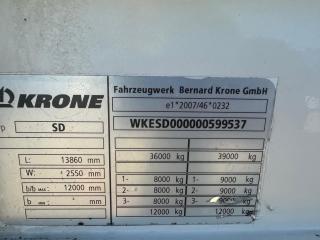 KRONE
Fahrzeugwerk Bernard Krone GmbH
e1*2007/46*0232
p SD
WKESD000000599537
L: 13860 mm
W: 2550 mm
b/b MAX: 12000 mm
b mm
36000 kg 39000 kg
1- 8000 kg 1- 9000 kg
2- 8000 kg 2- 9000 kg
3- 8000 kg 3- 9000 kg
12000 kg 12000 kg